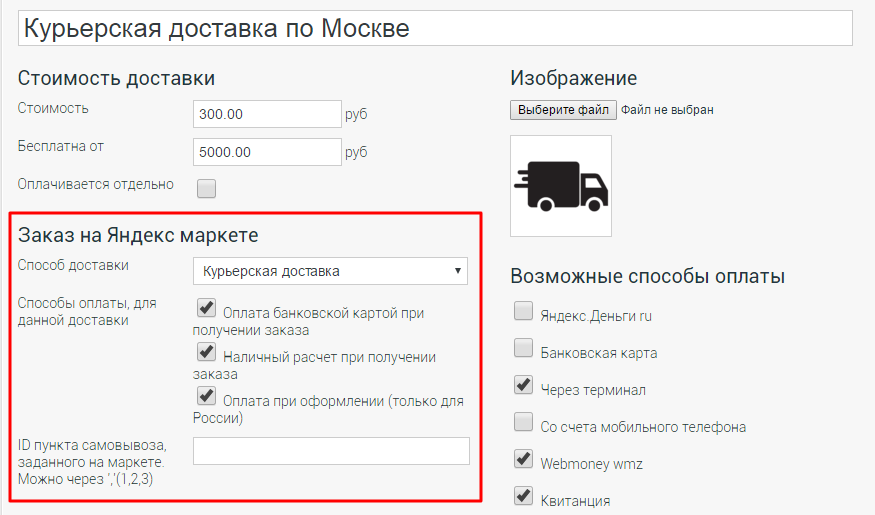 Курьерская доставка по Москве
Стоимость доставки
Стоимость
300.00
руб
Бесплатна от
5000.00
руб
Оплачивается отдельно
Заказ на Яндекс маркете
Способ доставки
Курьерская доставка
Способы оплаты, для
данной доставки
Оплата банковской картой при
получении заказа
Наличный расчет при получении
заказа
Оплата при оформлении (только для
России)
ID пункта самовывоза,
заданного на маркете.
Можно через ','(1,2,3)
Изображение
Выберите файл
Файл не выбран
Возможные способы оплаты
Яндекс.Деньги ru
Банковская карта
Через терминал
Со счета мобильного телефона
Webmoney wmz
Квитанция